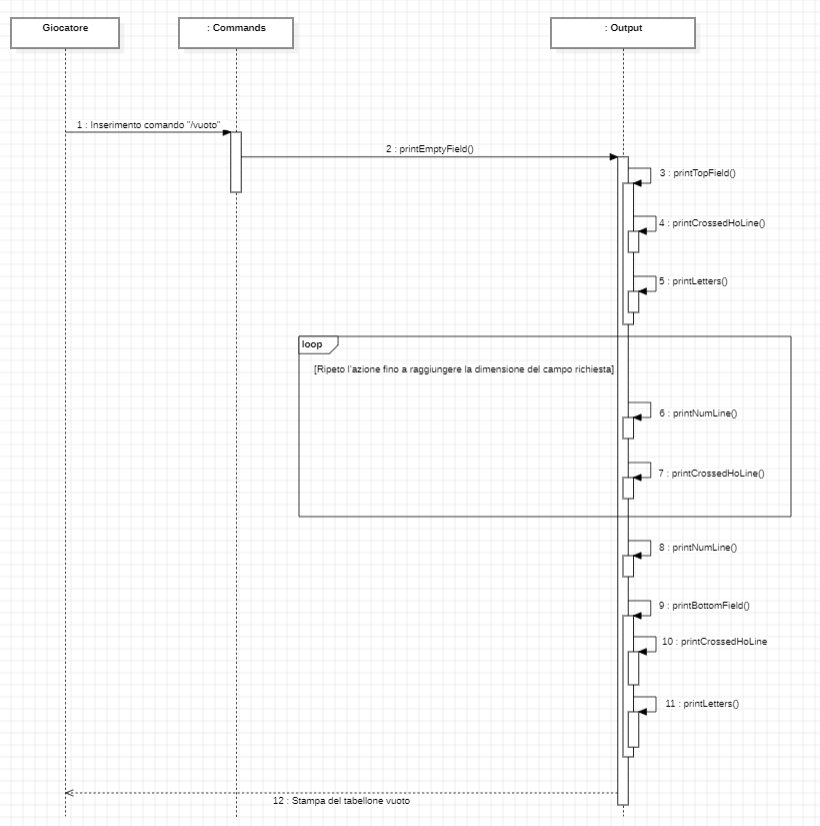 Giocatore
: Commands
: Output
1 : Inserimento comando "/vuoto"
2 : printEmptyField()
3 : printTopField()
4 : printCrossedHoLine()
5 : printLetters()
loop
[Ripeto l'azione fino a raggiungere la dimensione del campo richiesta]
6 : printNumLine()
7 : printCrossedHoLine()
8 : printNumLine()
9 : printBottomField()
10 : printCrossedHoLine
11 : printLetters()
12 : Stampa del tabellone vuoto